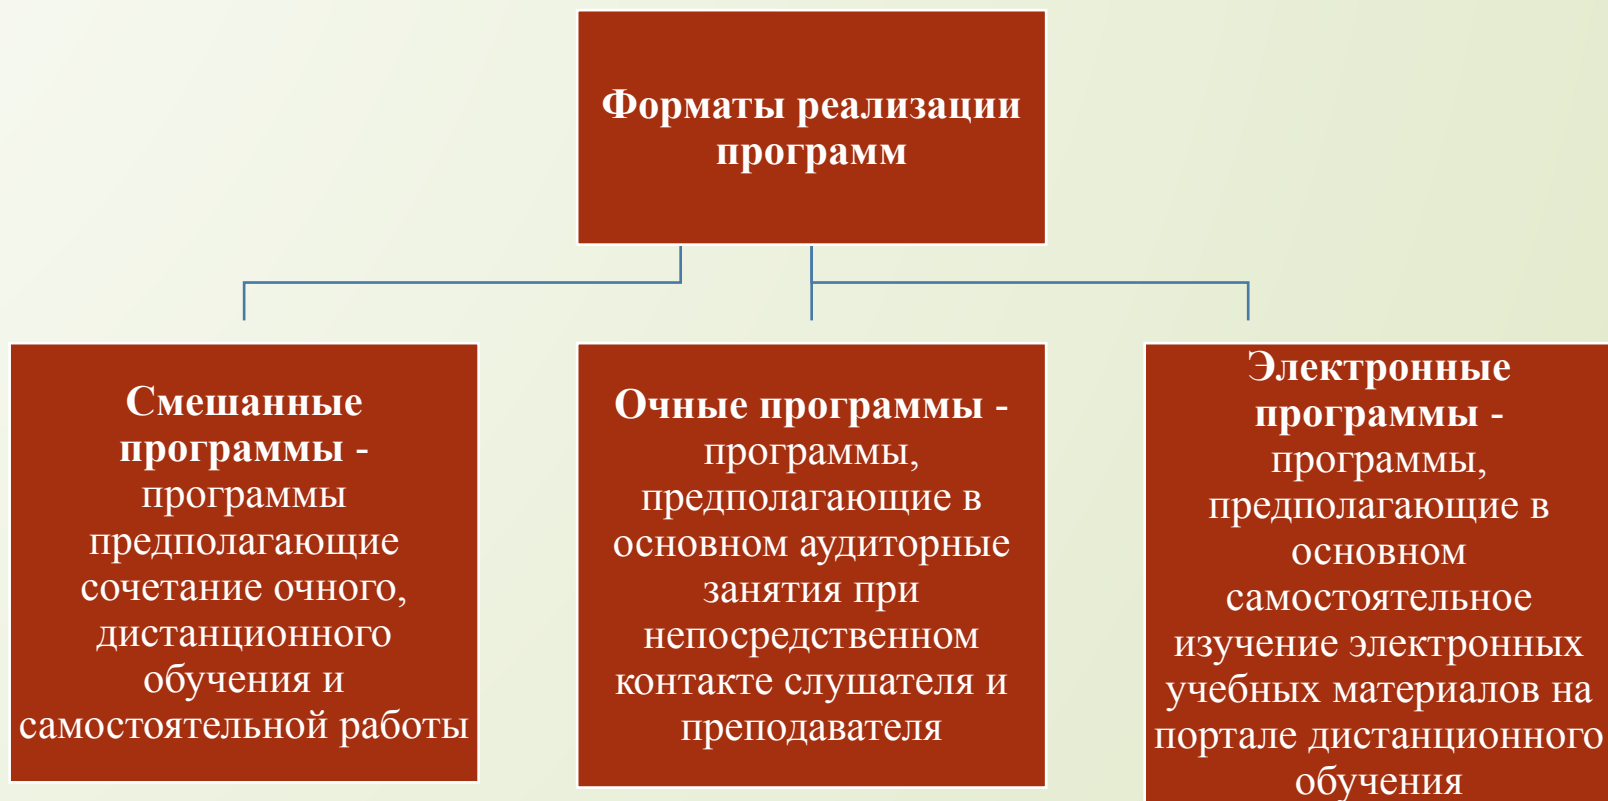 Форматы реализации
программ
Смешанные
программы -
программы
предполагающие
сочетание очного,
дистанционного
обучения и
самостоятельной работы
Очные программы -
программы,
предполагающие в
основном аудиторные
занятия при
непосредственном
контакте слушателя и
преподавателя
Электронные
программы -
программы,
предполагающие в
основном
самостоятельное
изучение электронных
учебных материалов на
портале дистанционного
обучения